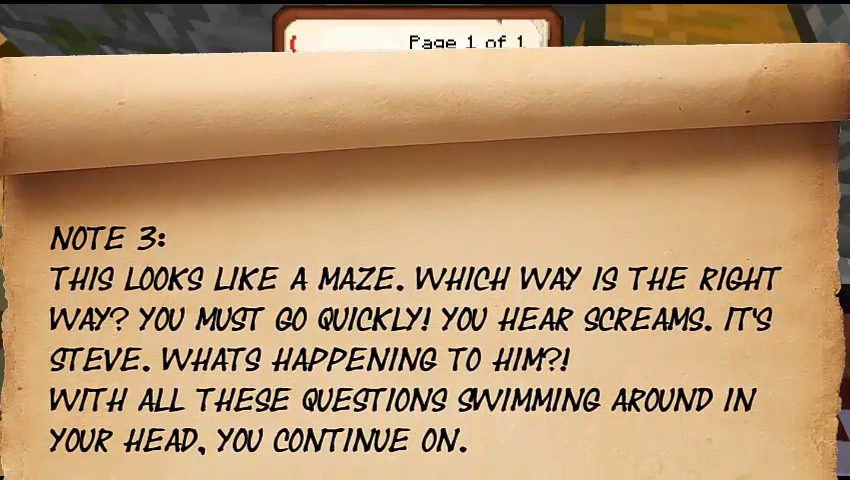 Page 1 of 1
NOTE 3:
THIS LOOKS LIKE A MAZE. WHICH WAY IS THE RIGHT
WAY? YOU MUST GO QUICKLY! YOU HEAR SCREAMS. IT'S
STEVE. WHATS HAPPENING TO HIM?!
WITH ALL THESE QUESTIONS SWIMMING AROUND IN
YOUR HEAD, YOU CONTINUE ON.